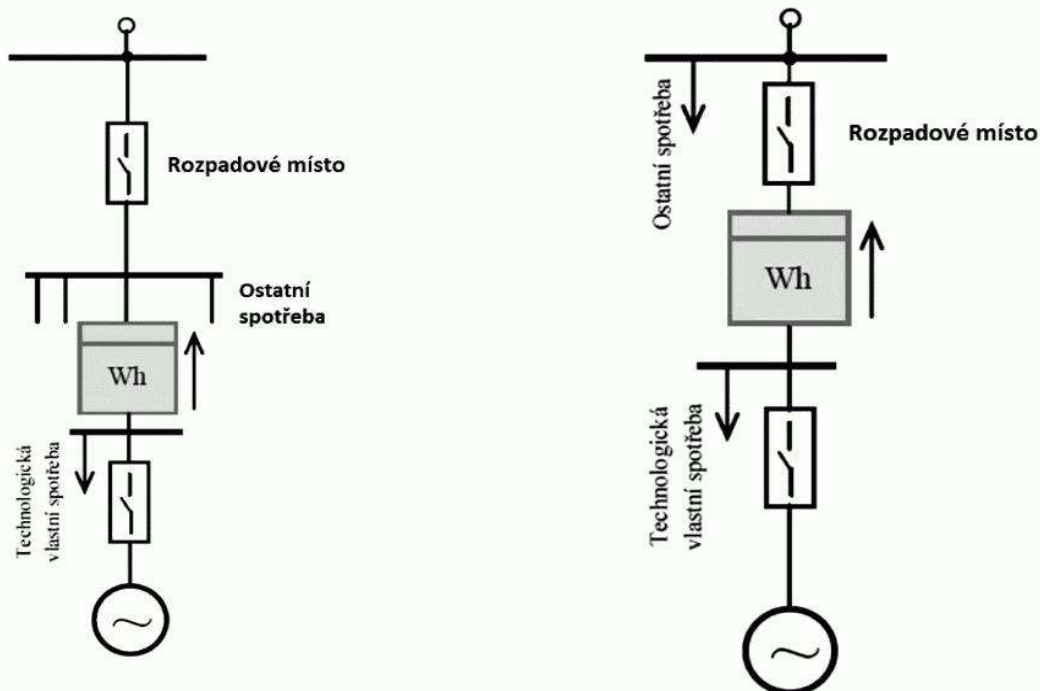 Rozpadové místo
Ostatní
spotřeba
Wh
Technologická
vlastní spotřeba
Ostatní spotřeba
Rozpadové místo
Wh
Technologická
vlastní spotřeba